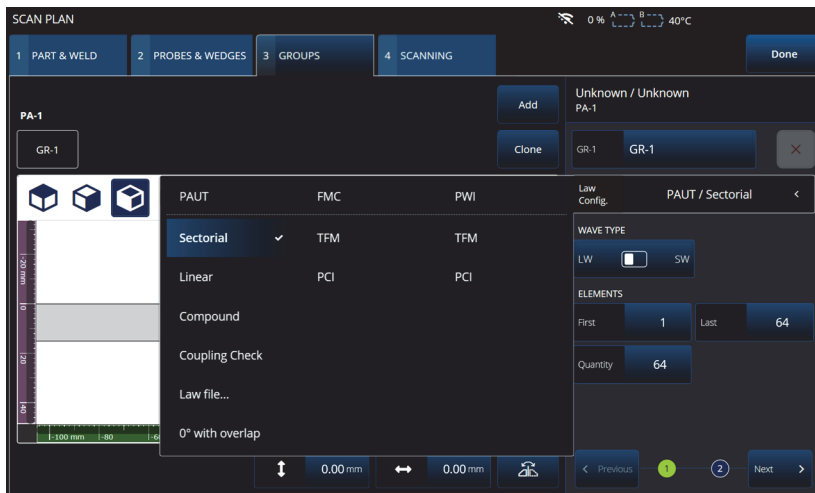 SCAN PLAN
0 % A B 40°C
1 PART & WELD 2 PROBES & WEDGES 3 GROUPS 4 SCANNING Done
PA-1
Add
Unknown / Unknown
PA-1
GR-1
Clone
GR-1 GR-1
Law Config. PAUT / Sectorial
PAUT FMC PWI
Sectorial TFM TFM
Linear PCI PCI
Compound
Coupling Check
Law file...
0° with overlap
WAVE TYPE
LW SW
ELEMENTS
First 1 Last 64
Quantity 64
|-20 mm
|0
|20
|40
|-100 mm |-80 |-6
0.00 mm 0.00 mm
Previous 1 2 Next